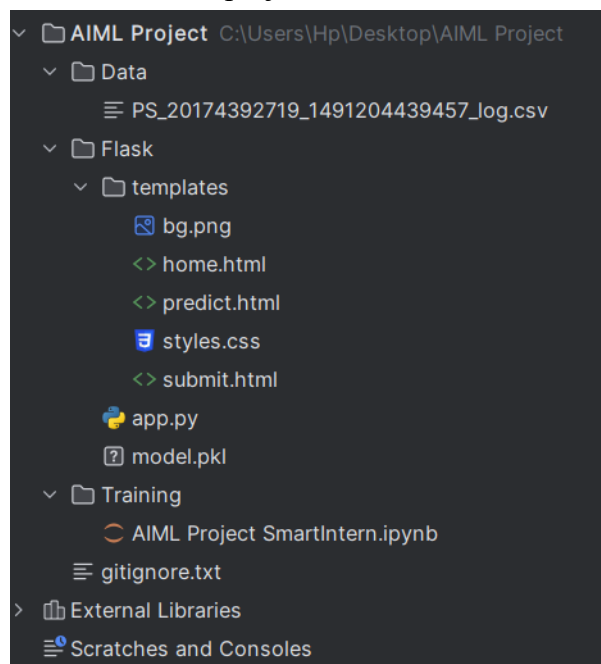 AIML Project C:\Users\Hp\Desktop\AIML Project
Data
PS_20174392719_1491204439457_log.csv
Flask
templates
bg.png
home.html
predict.html
styles.css
submit.html
app.py
model.pkl
Training
AIML Project SmartIntern.ipynb
gitignore.txt
External Libraries
Scratches and Consoles